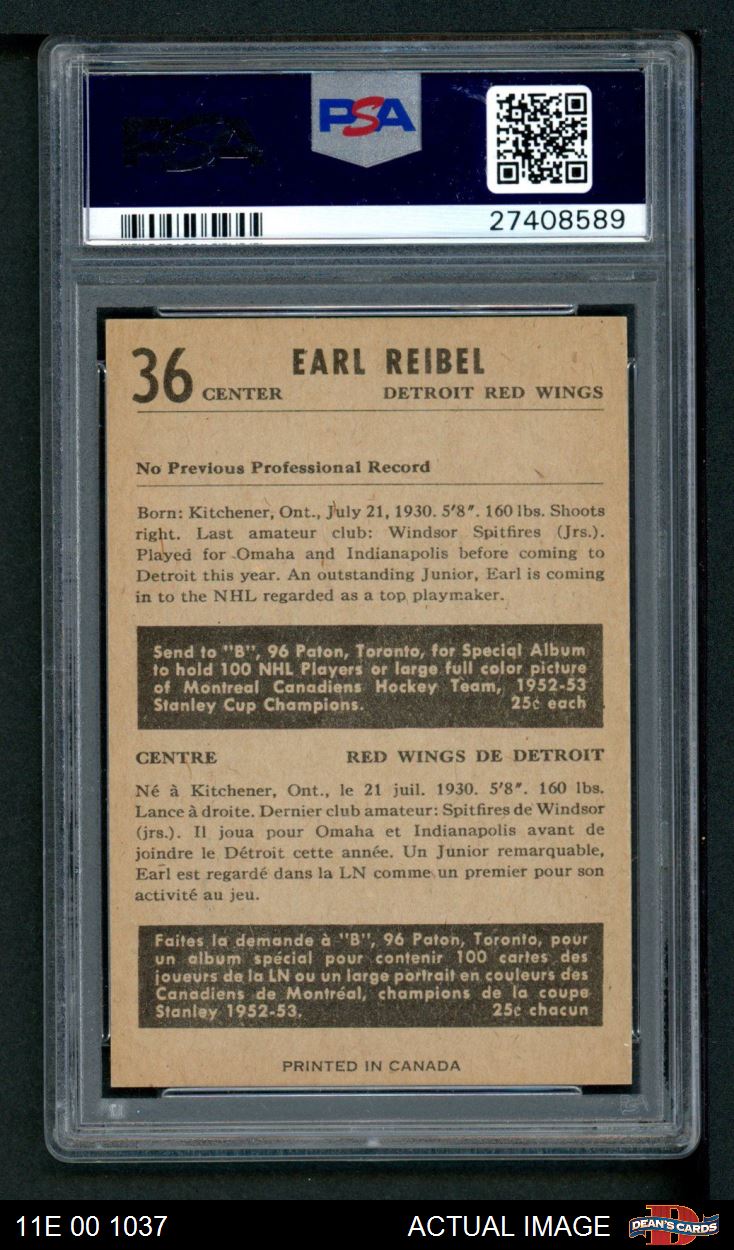 PSA
PSA
27408589
36 EARL REIBEL
CENTER DETROIT RED WINGS
No Previous Professional Record
Born: Kitchener, Ont., July 21, 1930. 5'8". 160 lbs. Shoots
right. Last amateur club: Windsor Spitfires (Jrs.).
Played for Omaha and Indianapolis before coming to
Detroit this year. An outstanding Junior, Earl is coming
in to the NHL regarded as a top playmaker.
Send to "B", 96 Paton, Toronto, for Special Album
to hold 100 NHL Players or large full color picture
of Montreal Canadiens Hockey Team, 1952-53
Stanley Cup Champions. 25¢ each
CENTRE RED WINGS DE DETROIT
Né à Kitchener, Ont., le 21 juil. 1930. 5'8". 160 lbs.
Lance à droite. Dernier club amateur: Spitfires de Windsor
(jrs.). Il joua pour Omaha et Indianapolis avant de
joindre le Détroit cette année. Un Junior remarquable,
Earl est regardé dans la LN comme un premier pour son
activité au jeu.
Faites la demande à "B", 96 Paton, Toronto, pour
un album spécial pour contenir 100 cartes des
joueurs de la LN ou un large portrait en couleurs des
Canadiens de Montréal, champions de la coupe
Stanley 1952-53. 25¢ chacun
PRINTED IN CANADA
11E 00 1037 ACTUAL IMAGE DEAN'S CARDS